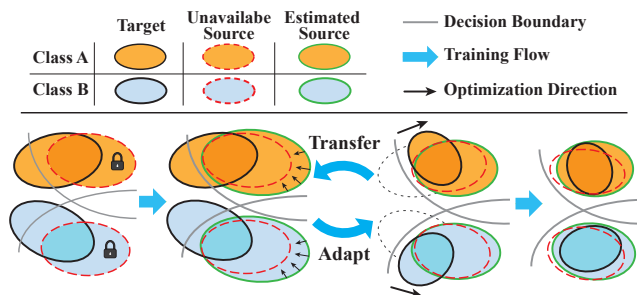 Target
Unavailabe
Source
Estimated
Source
Class A
Class B
Decision Boundary
Training Flow
Optimization Direction
Transfer
Adapt